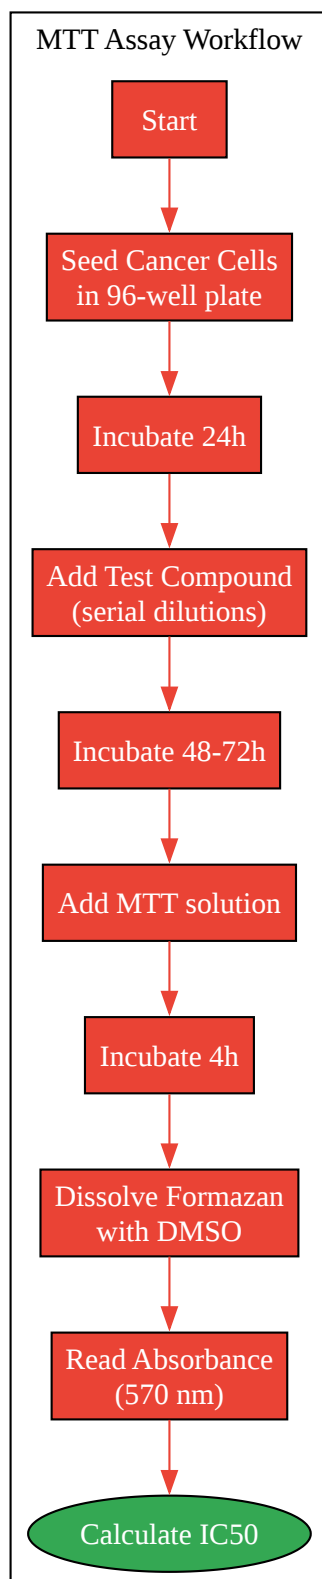 MTT Assay Workflow
Start
Seed Cancer Cells
in 96-well plate
Incubate 24h
Add Test Compound
(serial dilutions)
Incubate 48-72h
Add MTT solution
Incubate 4h
Dissolve Formazan
with DMSO
Read Absorbance
(570 nm)
Calculate IC50